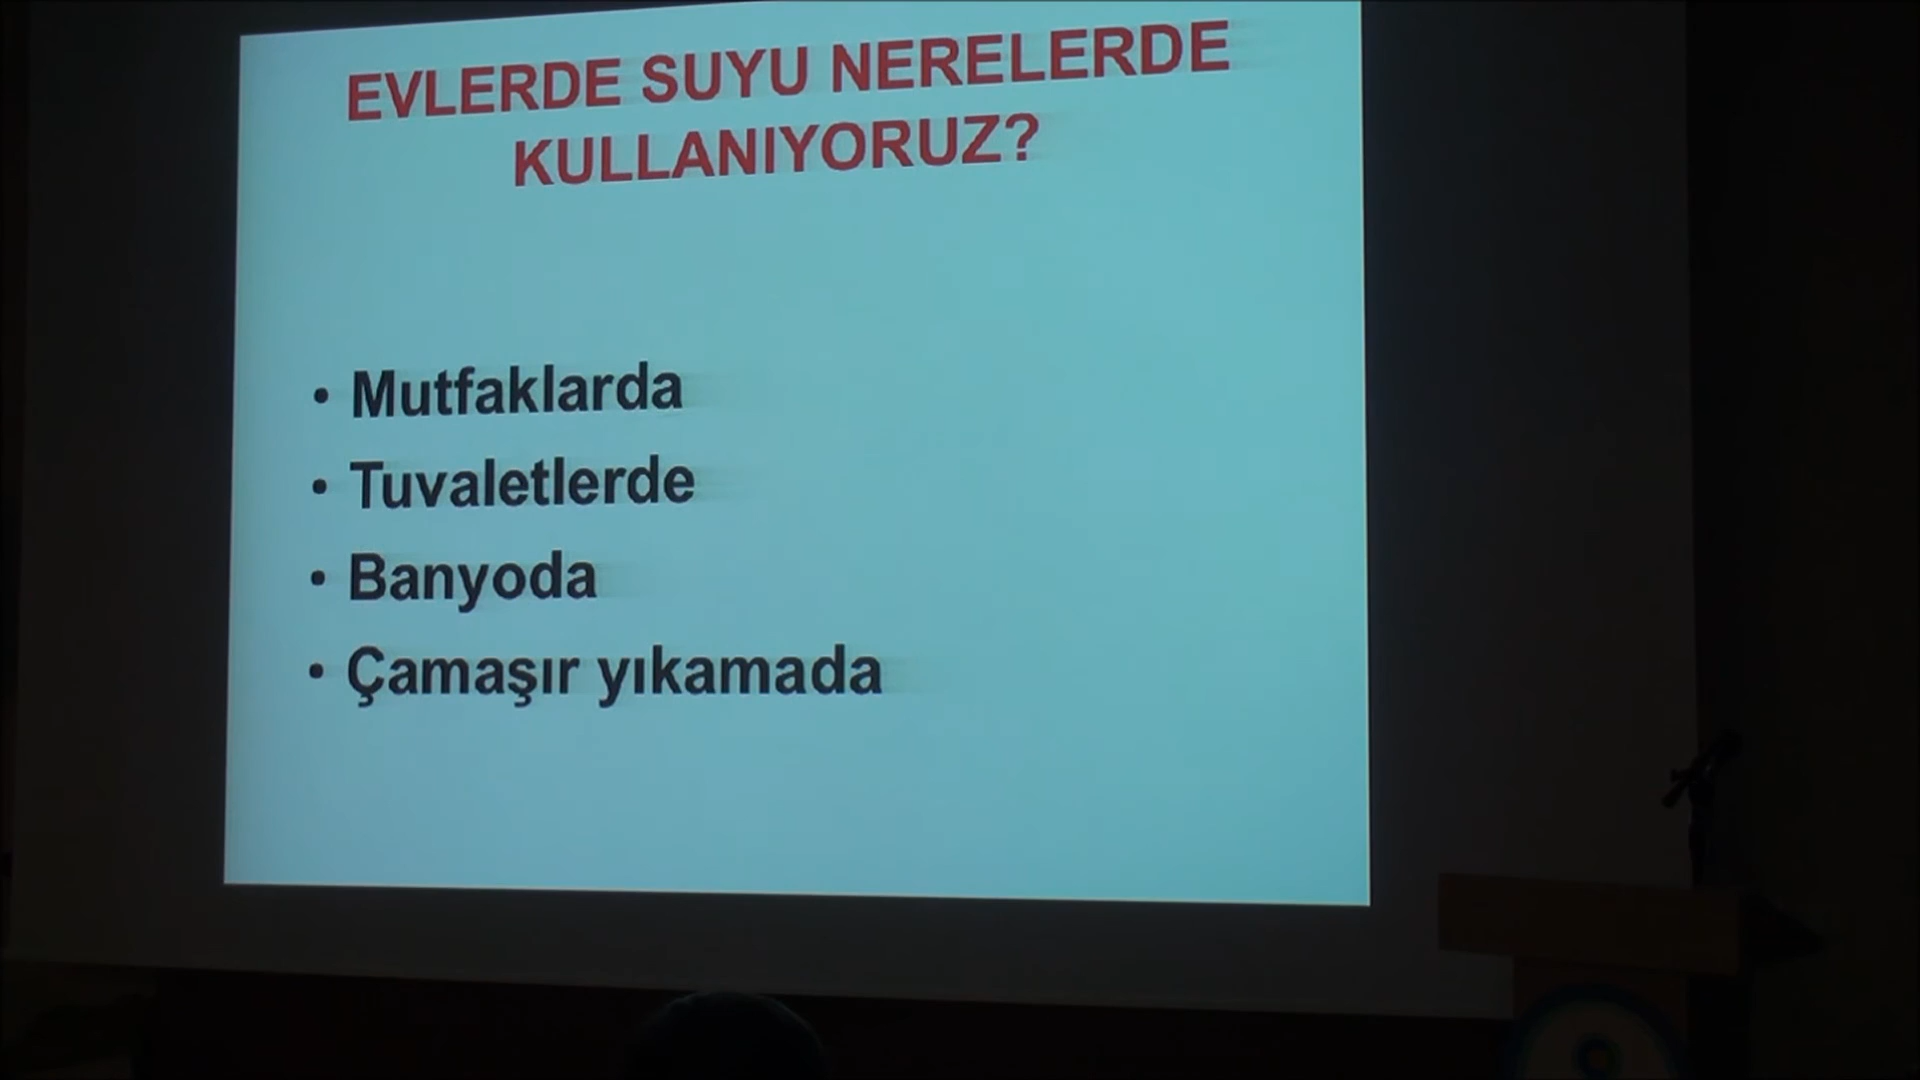 EVLERDE SUYU NERELERDE
KULLANIYORUZ?
• Mutfaklarda
• Tuvaletlerde
• Banyoda
• Çamaşır yıkamada